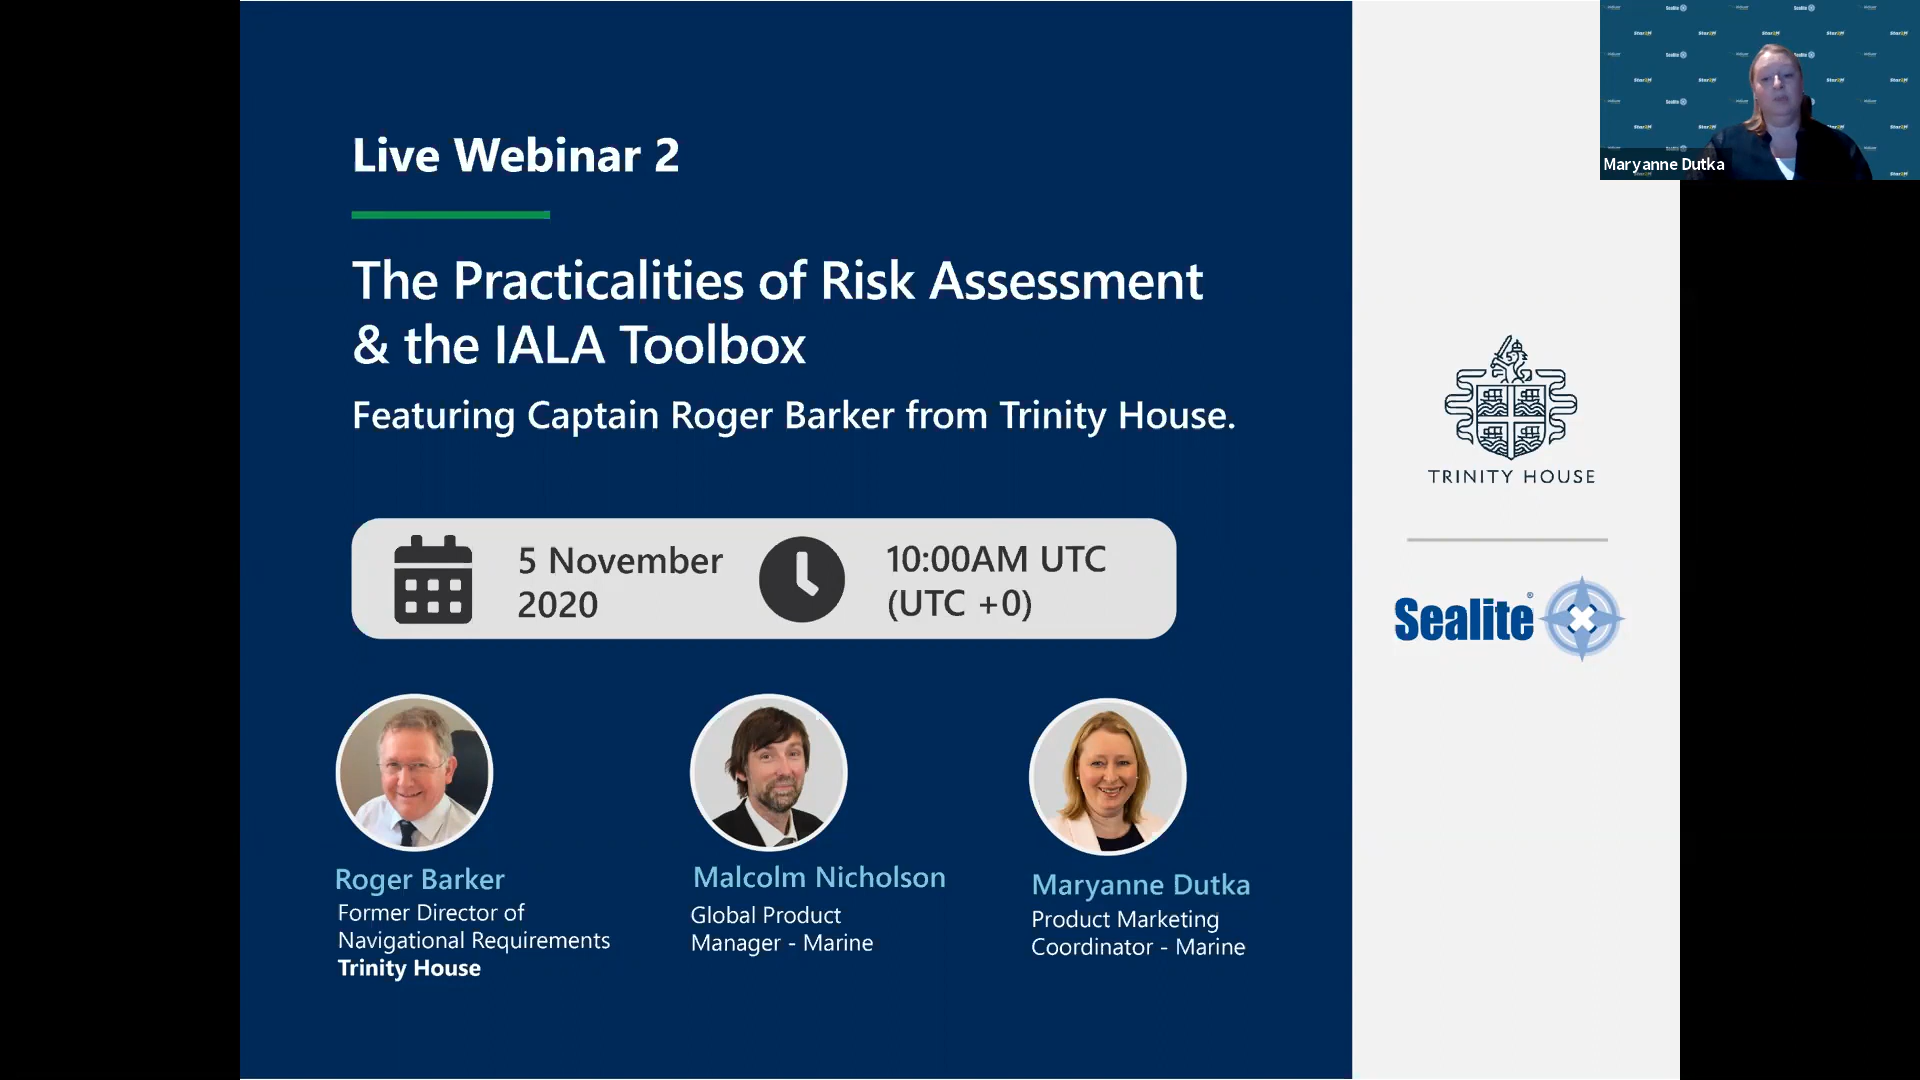 Live Webinar 2
The Practicalities of Risk Assessment
& the IALA Toolbox
Featuring Captain Roger Barker from Trinity House.
5 November
2020
10:00AM UTC
(UTC +0)
Roger Barker
Former Director of
Navigational Requirements
Trinity House
Malcolm Nicholson
Global Product
Manager - Marine
Maryanne Dutka
Product Marketing
Coordinator - Marine
TRINITY HOUSE
Sealite®
Maryanne Dutka